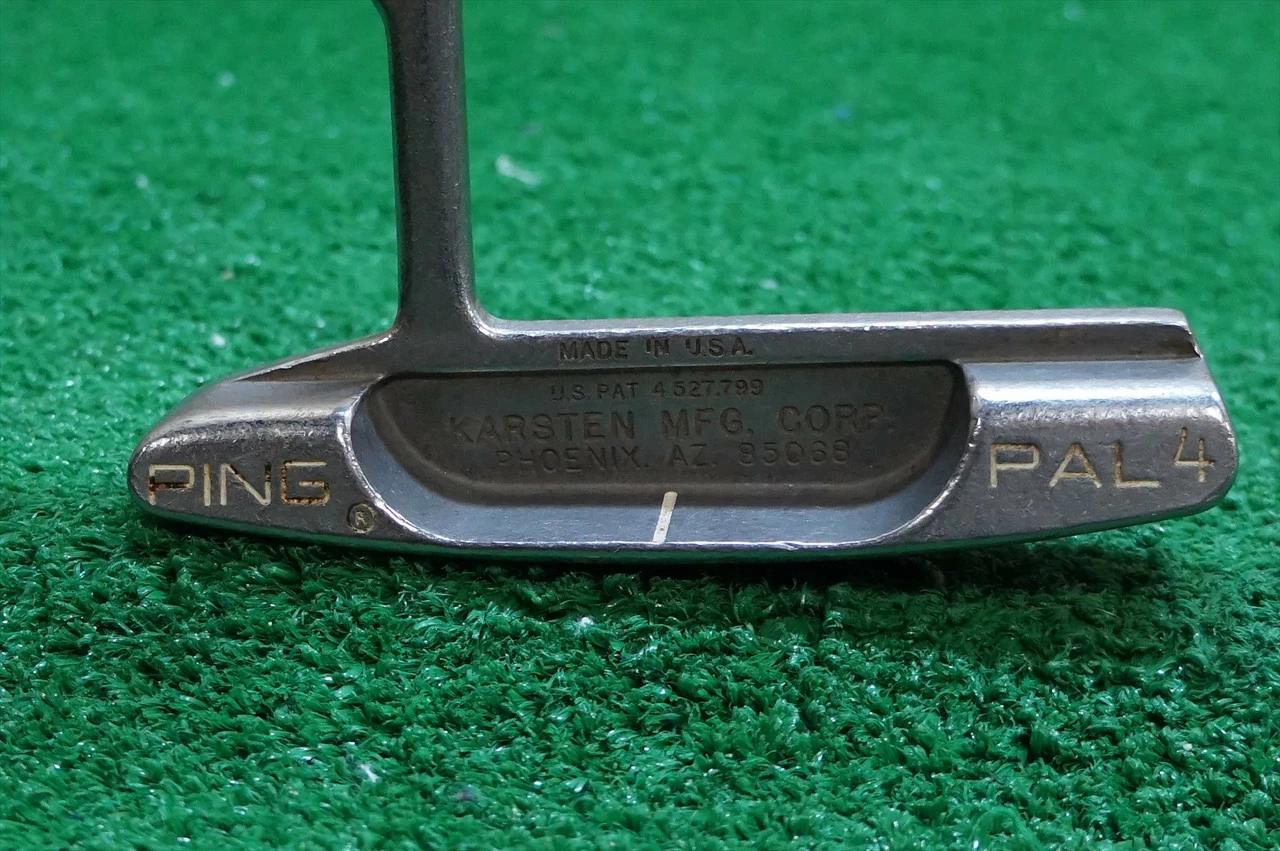 MADE IN U.S.A.
U.S. PAT 4 527.799
KARSTEN MFG. CORP.
PHOENIX. AZ. 85068
PING ®
PAL 4